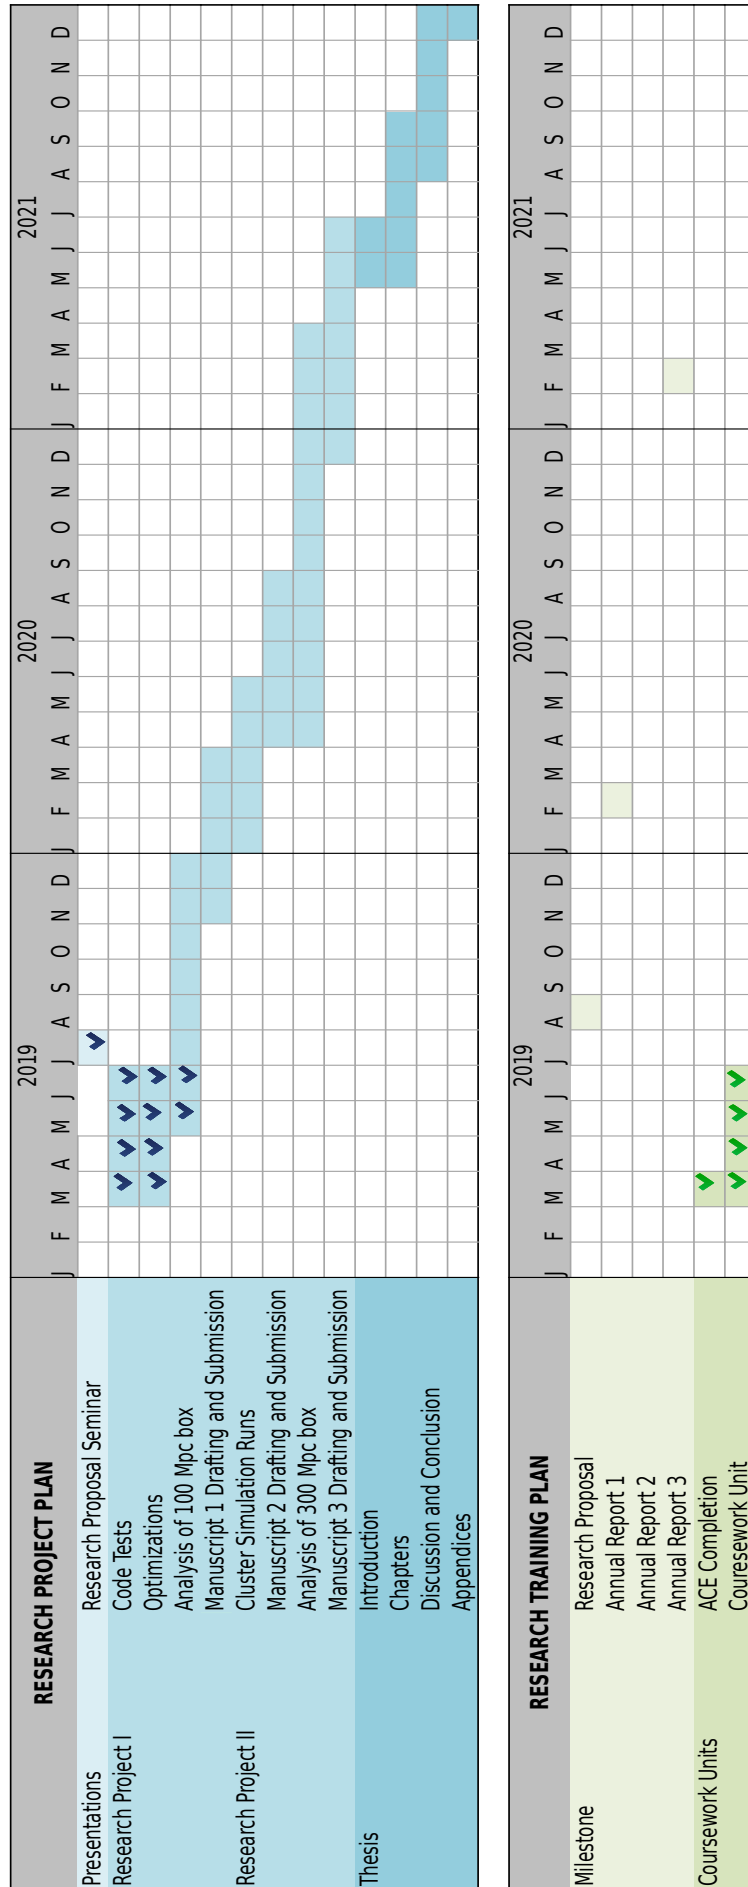 RESEARCH PROJECT PLAN
2019
2020
2021
J F M A M J J A S O N D J F M A M J J A S O N D J F M A M J J A S O N D
Presentations Research Proposal Seminar
Research Project I Code Tests
Optimizations
Analysis of 100 Mpc box
Manuscript 1 Drafting and Submission
Research Project II Cluster Simulation Runs
Manuscript 2 Drafting and Submission
Analysis of 300 Mpc box
Manuscript 3 Drafting and Submission
Thesis Introduction
Chapters
Discussion and Conclusion
Appendices
RESEARCH TRAINING PLAN
2019
2020
2021
J F M A M J J A S O N D J F M A M J J A S O N D J F M A M J J A S O N D
Milestone Research Proposal
Annual Report 1
Annual Report 2
Annual Report 3
Coursework Units ACE Completion
Couresework Unit